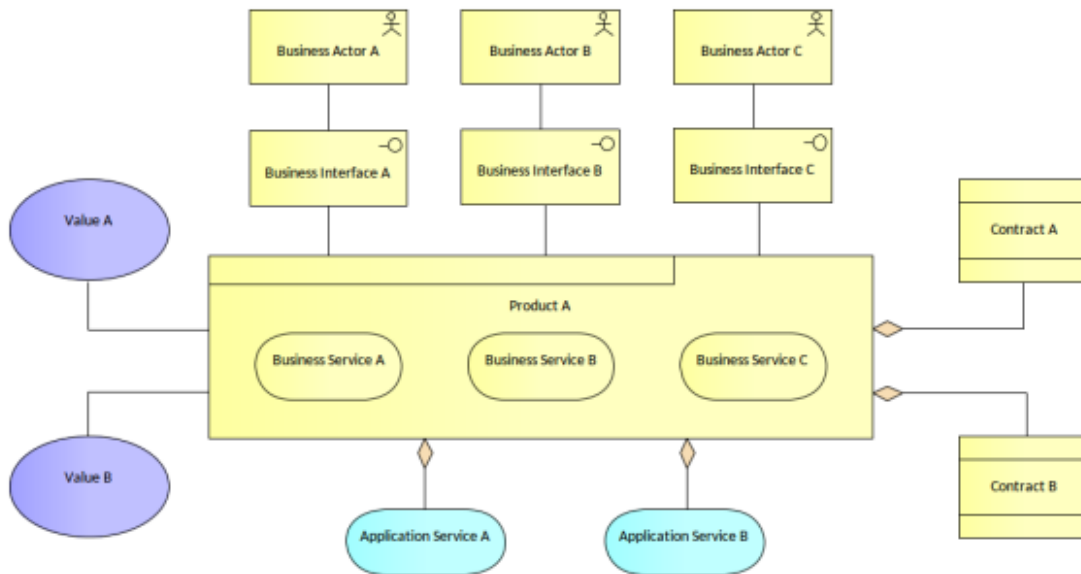 Business Actor A
Business Actor B
Business Actor C
Business Interface A
Business Interface B
Business Interface C
Value A
Contract A
Product A
Business Service A
Business Service B
Business Service C
Value B
Contract B
Application Service A
Application Service B